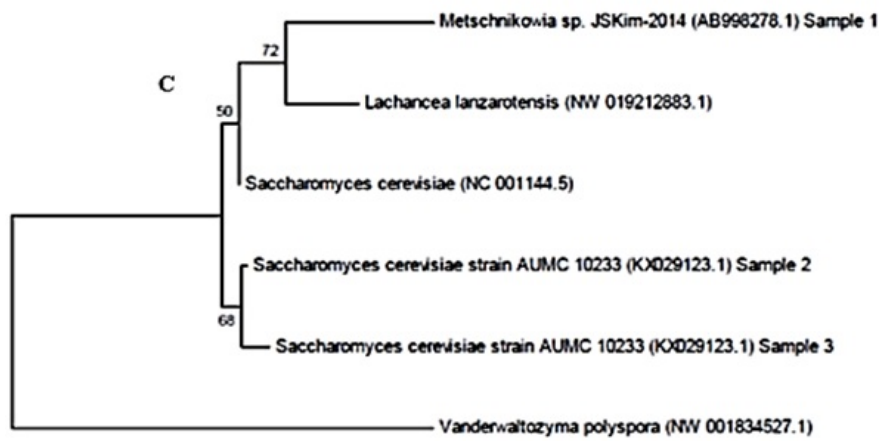 Metschnikowia sp. JSKim-2014 (AB998278.1) Sample 1
72
C
Lachancea lanzarotensis (NW 019212883.1)
50
Saccharomyces cerevisiae (NC 001144.5)
Saccharomyces cerevisiae strain AUMC 10233 (KX029123.1) Sample 2
68
Saccharomyces cerevisiae strain AUMC 10233 (KX029123.1) Sample 3
Vanderwaltozyma polyspora (NW 001834527.1)